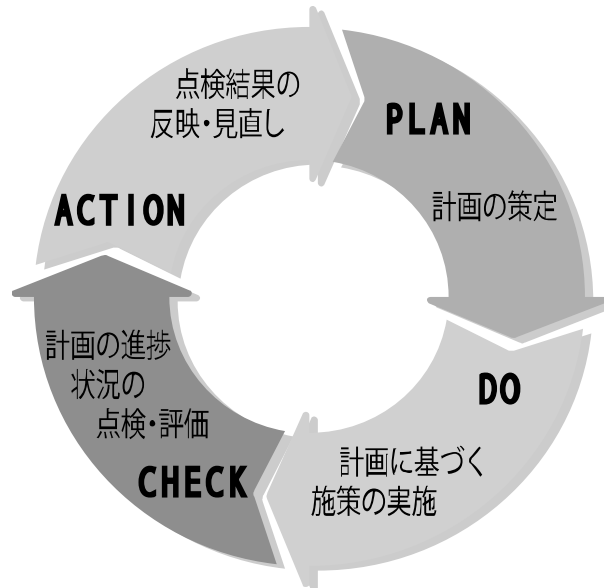 PLAN
計画の策定
DO
計画に基づく
施策の実施
CHECK
計画の進捗
状況の
点検・評価
ACTION
点検結果の
反映・見直し